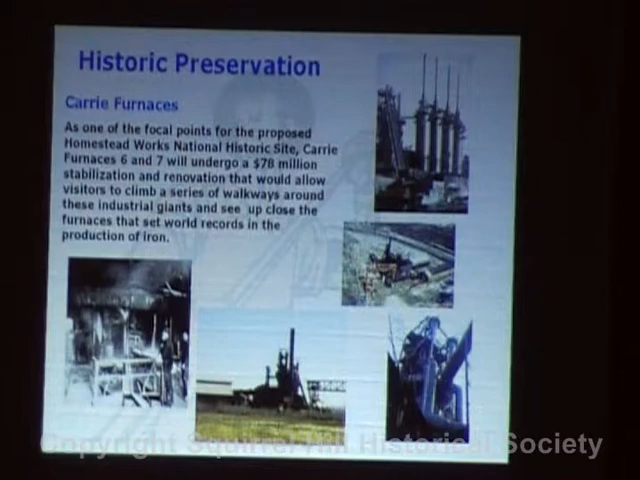 Historic Preservation
Carrie Furnaces
As one of the focal points for the proposed
Homestead Works National Historic Site, Carrie
Furnaces 6 and 7 will undergo a $78 million
stabilization and renovation that would allow
visitors to climb a series of walkways around
these industrial giants and see up close the
furnaces that set world records in the
production of iron.
Copyright Squirrel Hill Historical Society